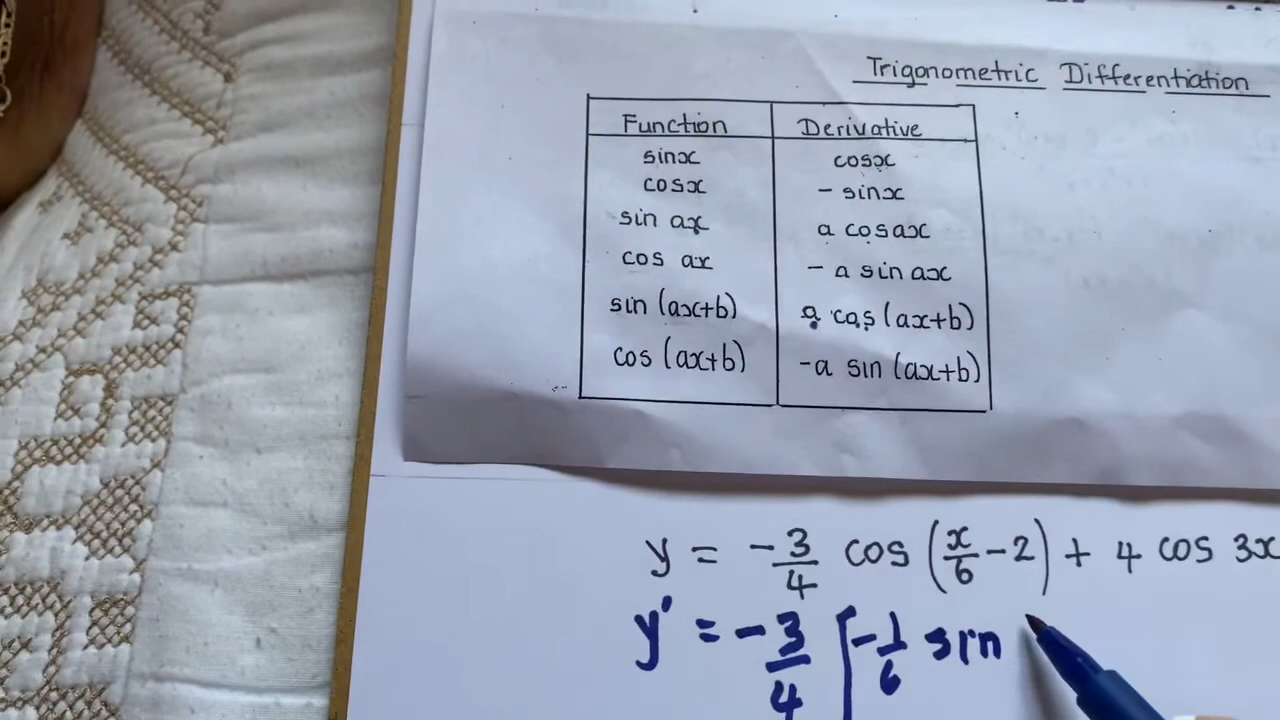 Trigonometric Differentiation
Function Derivative
sinx cosx
cosx - sinx
sin ax a cosax
cos ax - a sin ax
sin (ax+b) a cos (ax+b)
cos (ax+b) -a sin (ax+b)
y = -3/4 cos (x/6 - 2) + 4 cos 3x
y' = -3/4 [-1/6 sin